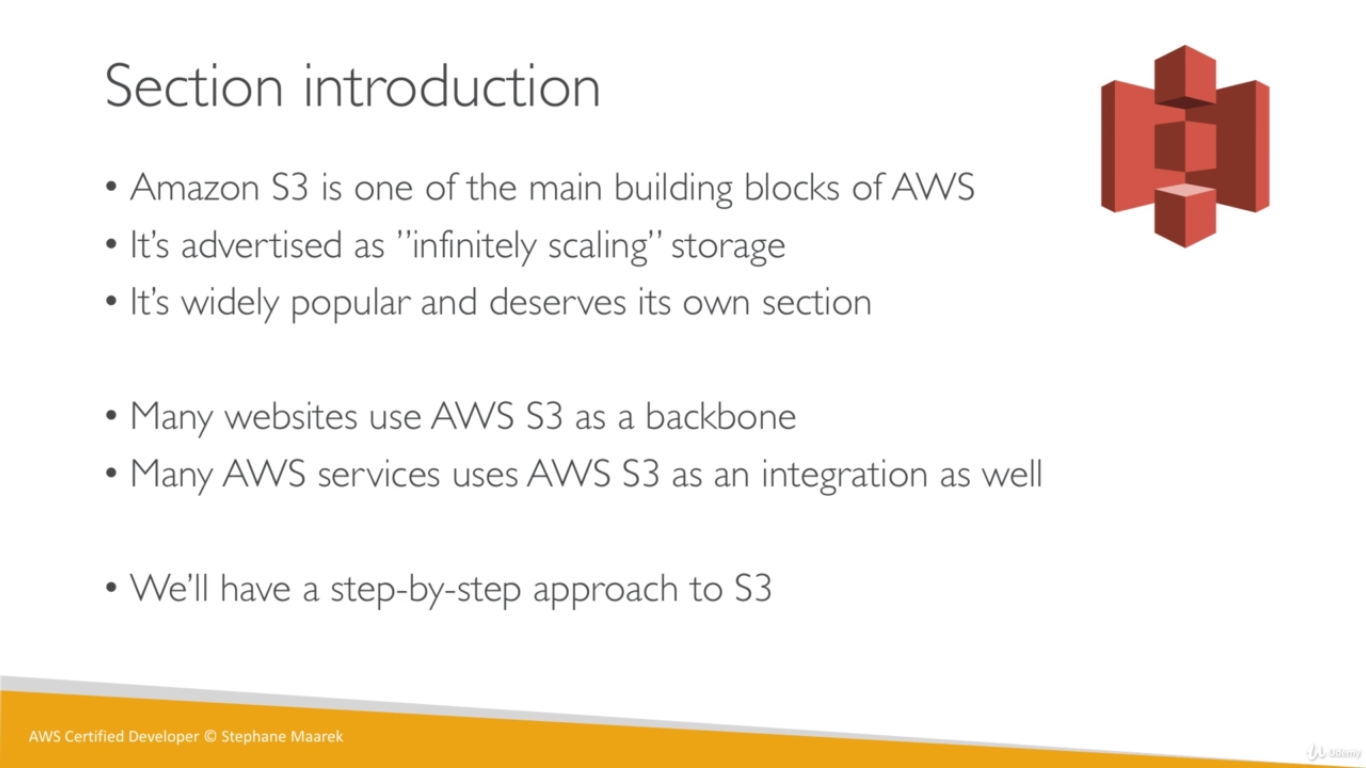 Section introduction
• Amazon S3 is one of the main building blocks of AWS
• It’s advertised as ”infinitely scaling” storage
• It’s widely popular and deserves its own section
• Many websites use AWS S3 as a backbone
• Many AWS services uses AWS S3 as an integration as well
• We’ll have a step-by-step approach to S3
AWS Certified Developer © Stephane Maarek
Udemy